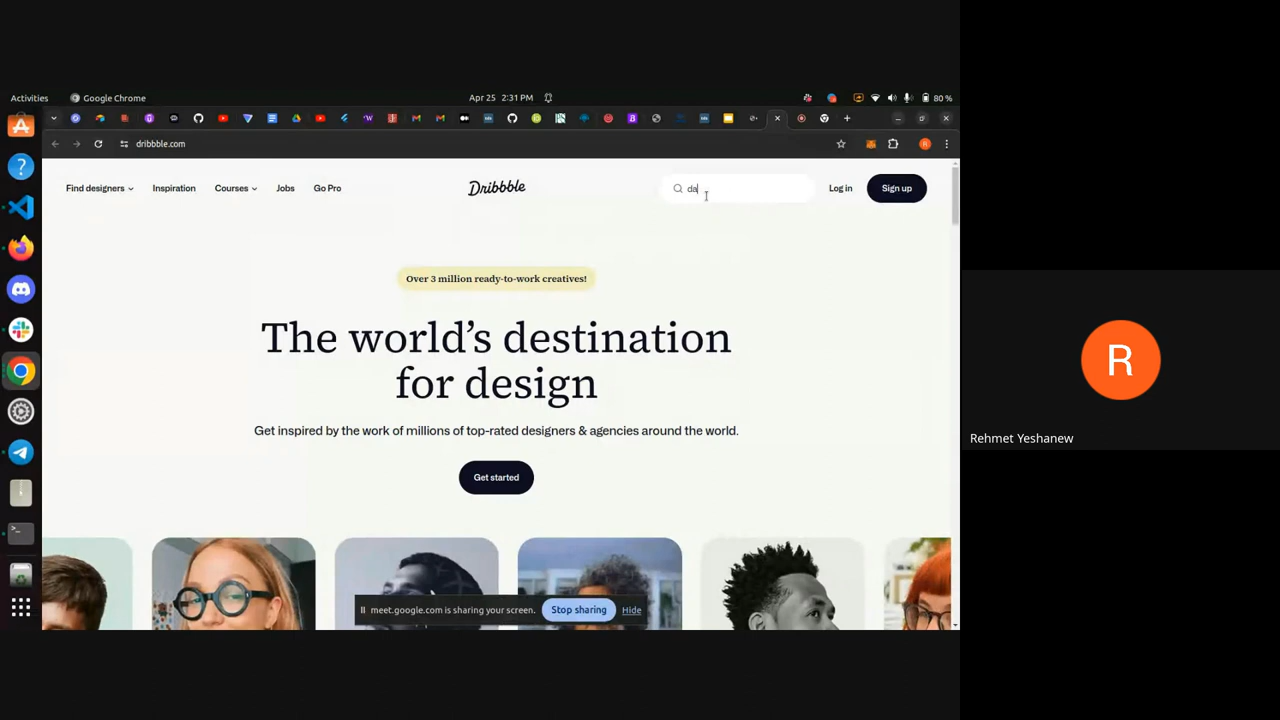 Activities
Google Chrome
Apr 25 2:31 PM
80 %
dribbble.com
Find designers
Inspiration
Courses
Jobs
Go Pro
Dribbble
da
Log in
Sign up
Over 3 million ready-to-work creatives!
The world's destination
for design
Get inspired by the work of millions of top-rated designers & agencies around the world.
Get started
meet.google.com is sharing your screen.
Stop sharing
Hide
R
Rehmet Yeshanew